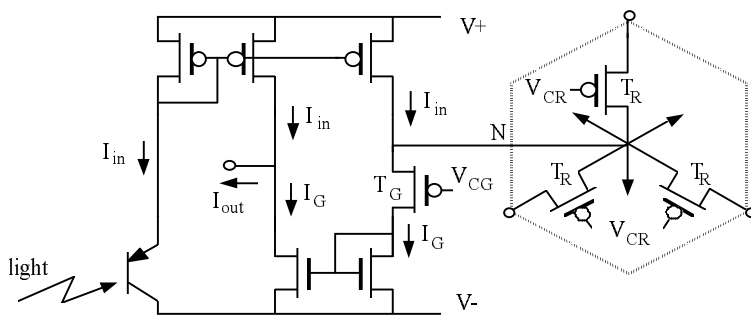 V+
V_CR
T_R
I_in
I_in
I_in
N
T_G
V_CG
T_R
T_R
I_out
I_G
I_G
V_CR
light
V-